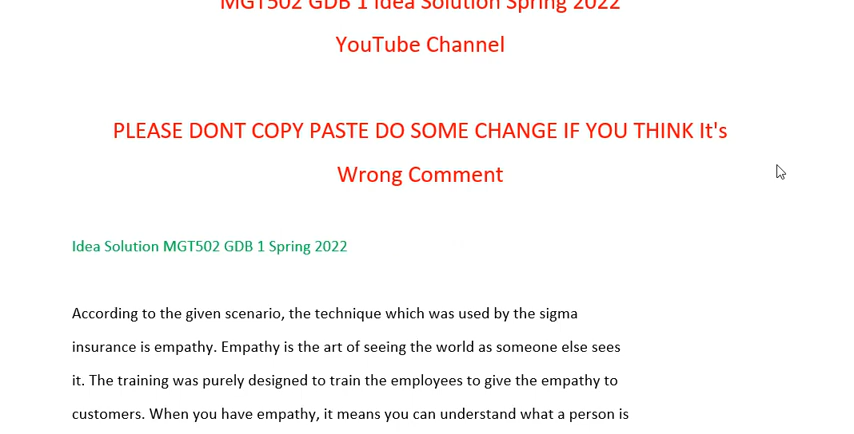 MGT502 GDB 1 Idea Solution Spring 2022
YouTube Channel
PLEASE DONT COPY PASTE DO SOME CHANGE IF YOU THINK It's
Wrong Comment
Idea Solution MGT502 GDB 1 Spring 2022
According to the given scenario, the technique which was used by the sigma
insurance is empathy. Empathy is the art of seeing the world as someone else sees
it. The training was purely designed to train the employees to give the empathy to
customers. When you have empathy, it means you can understand what a person is